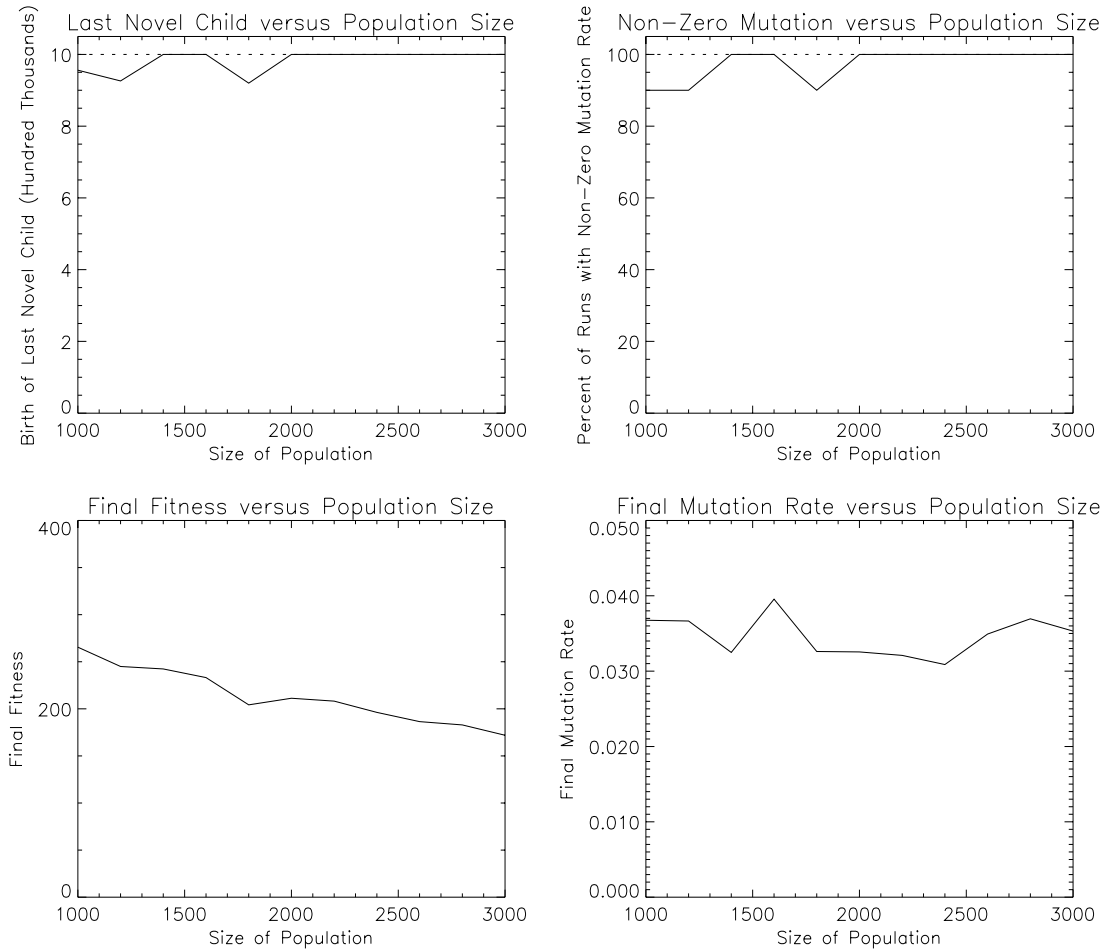 Last Novel Child versus Population Size
Birth of Last Novel Child (Hundred Thousands)
10
8
6
4
2
0
1000 1500 2000 2500 3000
Size of Population
Non-Zero Mutation versus Population Size
Percent of Runs with Non-Zero Mutation Rate
100
80
60
40
20
0
1000 1500 2000 2500 3000
Size of Population
Final Fitness versus Population Size
Final Fitness
400
200
0
1000 1500 2000 2500 3000
Size of Population
Final Mutation Rate versus Population Size
Final Mutation Rate
0.050
0.040
0.030
0.020
0.010
0.000
1000 1500 2000 2500 3000
Size of Population